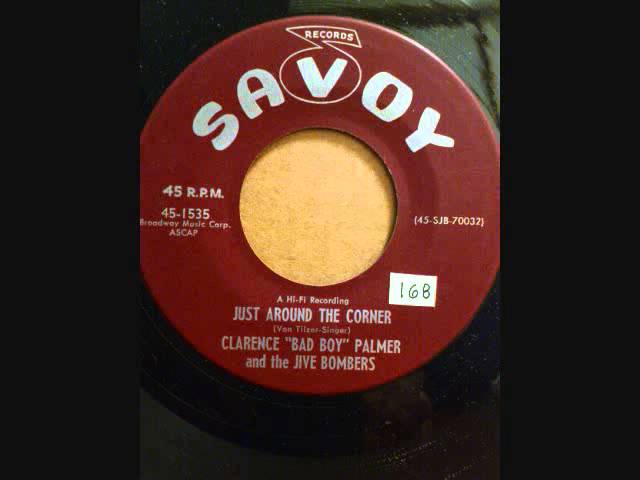 RECORDS
SAVOY
45 R.P.M.
45-1535
Broadway Music Corp.
ASCAP
(45-SJB-70032)
168
A Hi-Fi Recording
JUST AROUND THE CORNER
(Von Tilzer-Singer)
CLARENCE "BAD BOY" PALMER
and the JIVE BOMBERS